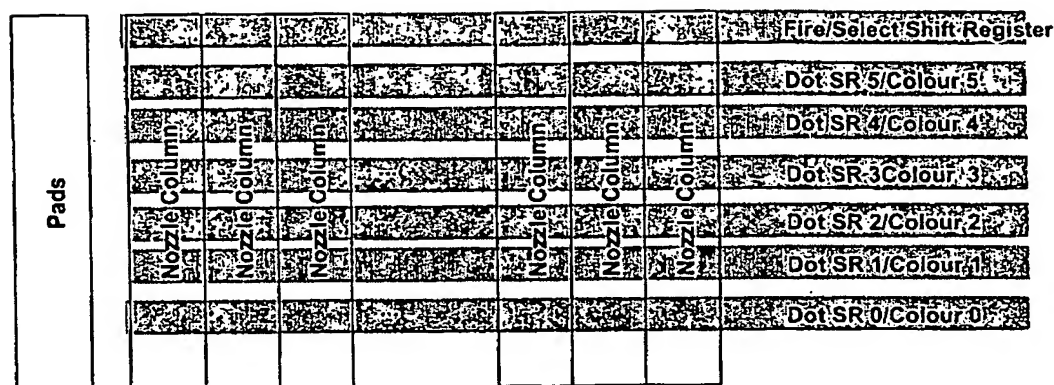 Fire/Select Shift Register
Dot SR 5/Colour 5
Dot SR 4/Colour 4
Dot SR 3Colour 3
Dot SR 2/Colour 2
Dot SR 1/Colour 1
Dot SR 0/Colour 0
Pads
Nozzle Column
Nozzle Column
Nozzle Column
Nozzle Column
Nozzle Column
Nozzle Column